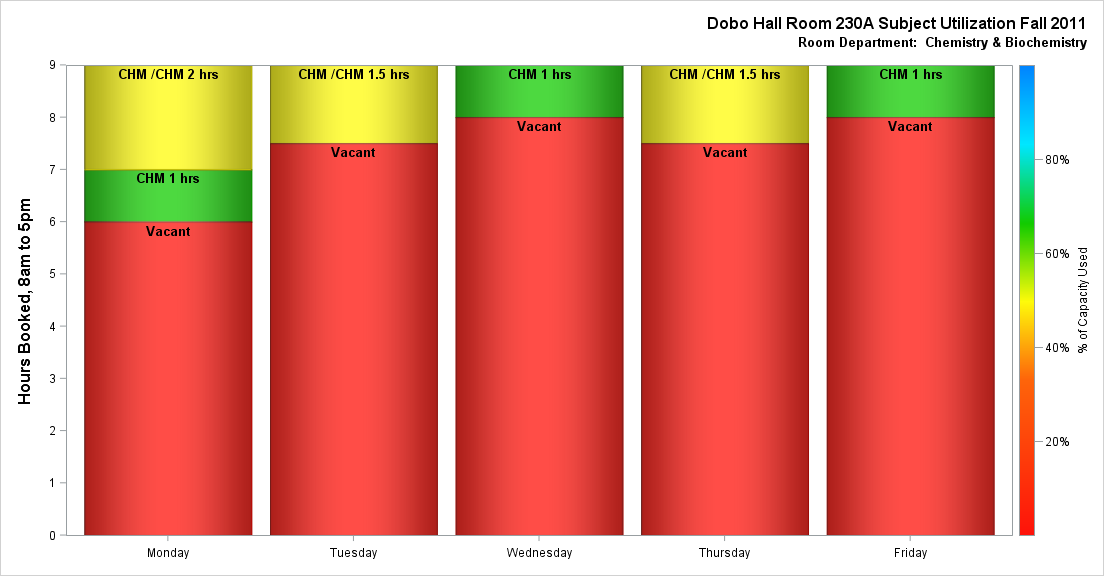 Dobo Hall Room 230A Subject Utilization Fall 2011
Room Department:  Chemistry & Biochemistry
Hours Booked, 8am to 5pm
9
8
7
6
5
4
3
2
1
0
CHM /CHM 2 hrs
CHM 1 hrs
Vacant
CHM /CHM 1.5 hrs
Vacant
CHM 1 hrs
Vacant
CHM /CHM 1.5 hrs
Vacant
CHM 1 hrs
Vacant
Monday
Tuesday
Wednesday
Thursday
Friday
80%
60%
40%
20%
% of Capacity Used